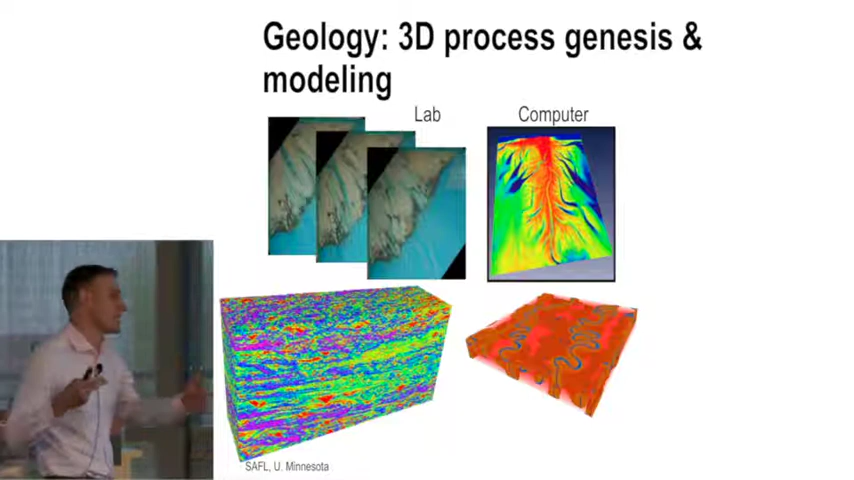 Geology: 3D process genesis &
modeling
Lab
Computer
SAFL, U. Minnesota